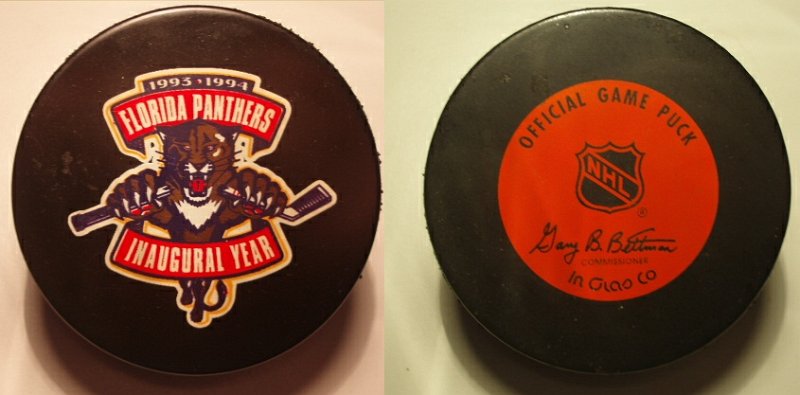 1993 • 1994
FLORIDA PANTHERS
INAUGURAL YEAR
OFFICIAL GAME PUCK
NHL
®
Gary B. Bettman
COMMISSIONER
In Glas Co